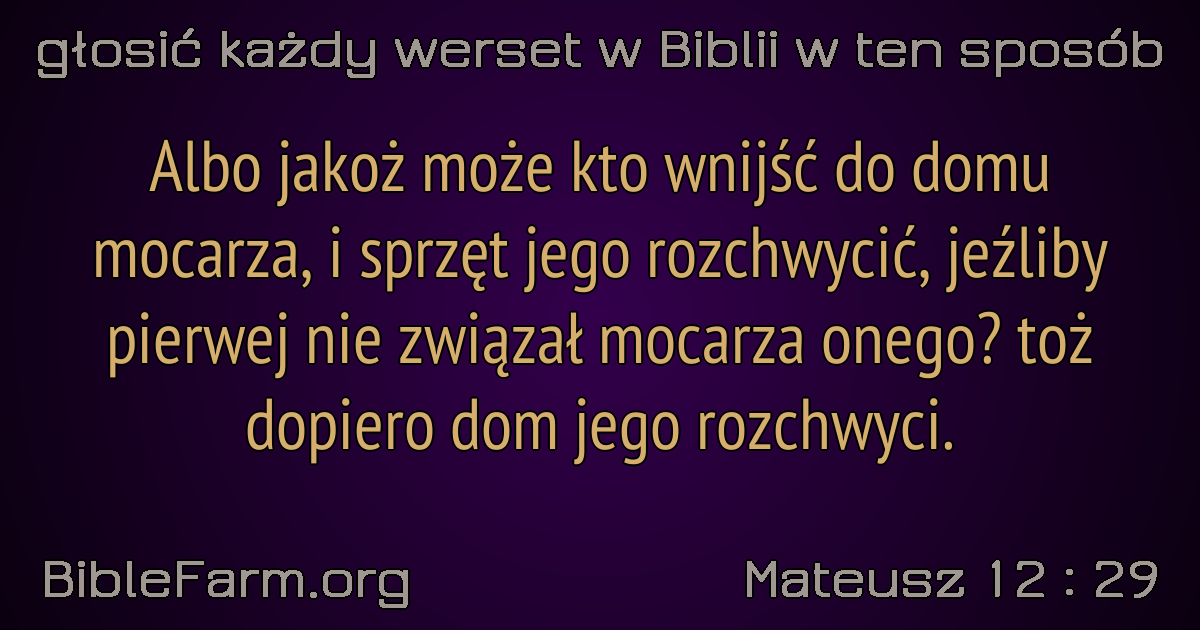 głosić każdy werset w Biblii w ten sposób
Albo jakoż może kto wnijść do domu
mocarza, i sprzęt jego rozchwycić, jeźliby
pierwej nie związał mocarza onego? toż
dopiero dom jego rozchwyci.
BibleFarm.org
Mateusz 12 : 29